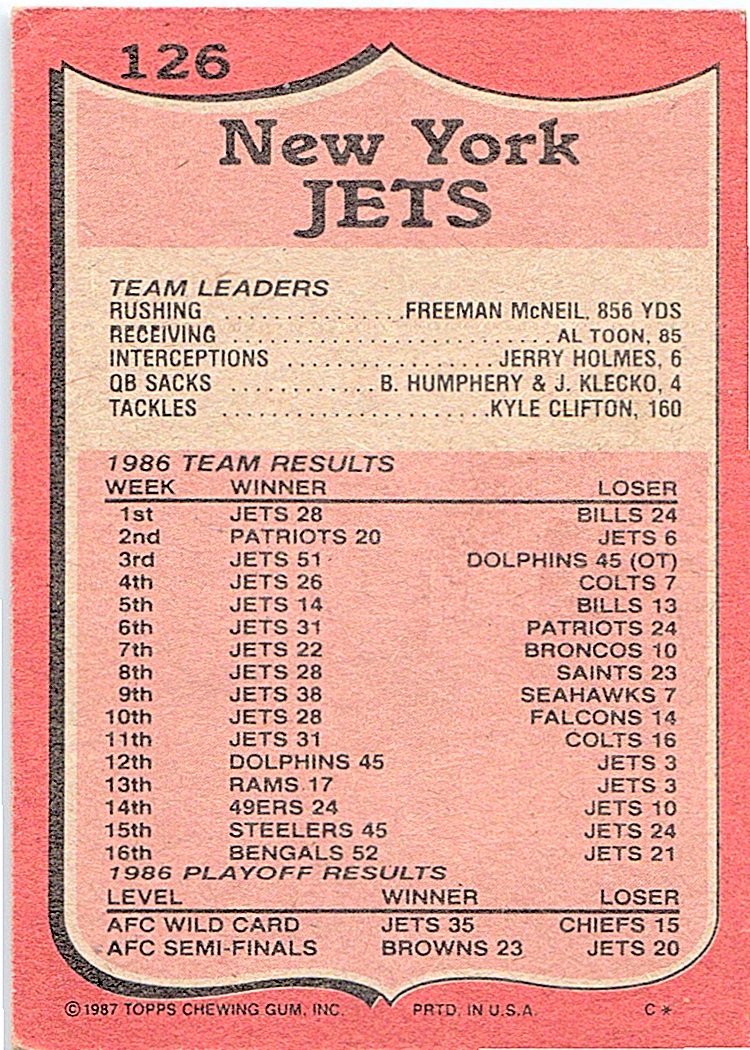 126
New York
JETS
TEAM LEADERS
RUSHING ................FREEMAN McNEIL, 856 YDS
RECEIVING .............................AL TOON, 85
INTERCEPTIONS ...................JERRY HOLMES, 6
QB SACKS ............B. HUMPHERY & J. KLECKO, 4
TACKLES .......................KYLE CLIFTON, 160
1986 TEAM RESULTS
WEEK WINNER LOSER
1st JETS 28 BILLS 24
2nd PATRIOTS 20 JETS 6
3rd JETS 51 DOLPHINS 45 (OT)
4th JETS 26 COLTS 7
5th JETS 14 BILLS 13
6th JETS 31 PATRIOTS 24
7th JETS 22 BRONCOS 10
8th JETS 28 SAINTS 23
9th JETS 38 SEAHAWKS 7
10th JETS 28 FALCONS 14
11th JETS 31 COLTS 16
12th DOLPHINS 45 JETS 3
13th RAMS 17 JETS 3
14th 49ERS 24 JETS 10
15th STEELERS 45 JETS 24
16th BENGALS 52 JETS 21
1986 PLAYOFF RESULTS
LEVEL WINNER LOSER
AFC WILD CARD JETS 35 CHIEFS 15
AFC SEMI-FINALS BROWNS 23 JETS 20
© 1987 TOPPS CHEWING GUM, INC. PRTD. IN U.S.A. C*